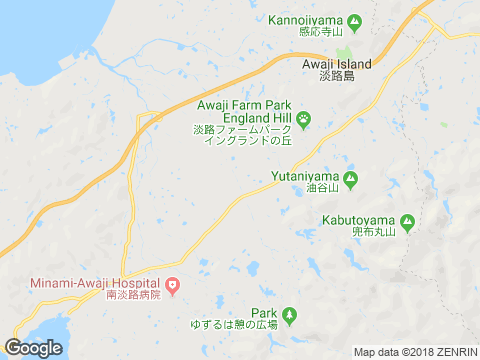 Kannoiiyama
感応寺山
Awaji Island
淡路島
Awaji Farm Park
England Hill
淡路ファームパーク
イングランドの丘
Yutaniyama
油谷山
Kabutoyama
兜布丸山
Minami-Awaji Hospital
南淡路病院
Park
ゆずるは憩の広場
Google
Map data ©2018 ZENRIN